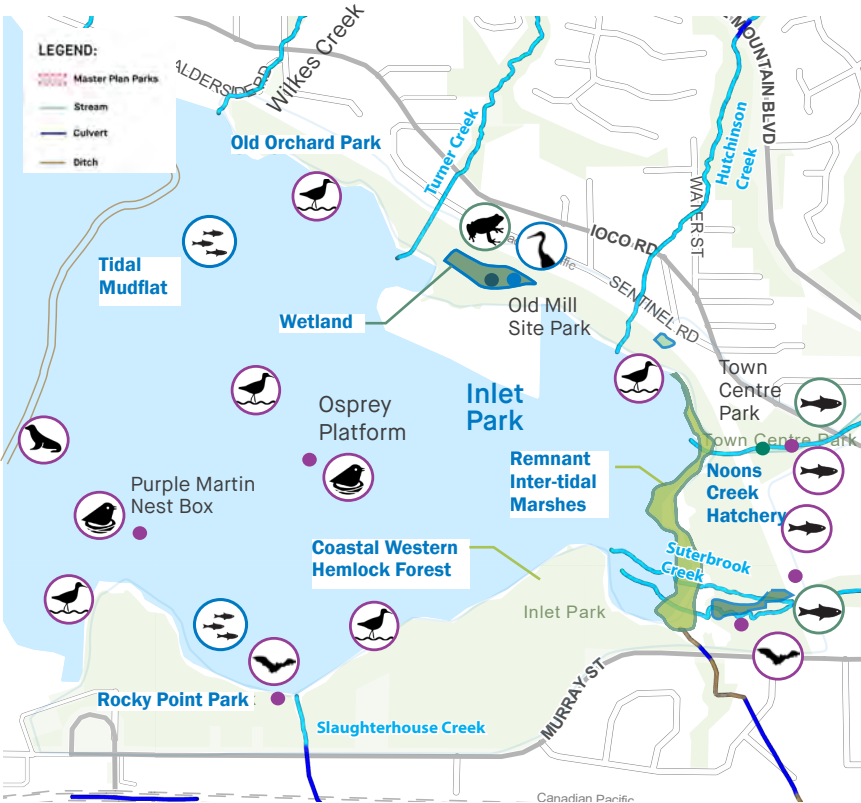 LEGEND:
Master Plan Parks
Stream
Culvert
Ditch
ALDERSIDE RD
Wilkes Creek
MOUNTAIN BLVD
Old Orchard Park
Turner Creek
Hutchinson
Creek
WATER ST
IOCO RD
Tidal
Mudflat
SENTINEL RD
Wetland
Old Mill
Site Park
Town
Centre
Park
Inlet
Park
Osprey
Platform
Town Centre Park
Remnant
Inter-tidal
Marshes
Noons
Creek
Hatchery
Purple Martin
Nest Box
Coastal Western
Hemlock Forest
Suterbrook
Creek
Inlet Park
MURRAY ST
Rocky Point Park
Slaughterhouse Creek
Canadian Pacific